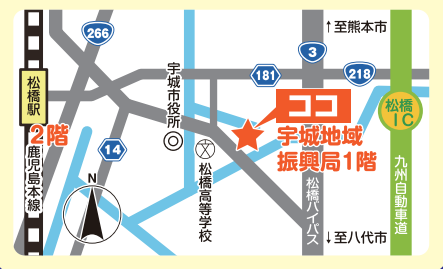 266
↑至熊本市
3
181
218
松橋駅
宇城市役所
ココ
松橋
IC
2階
宇城地域
振興局1階
14
文
松橋高等学校
鹿児島本線
松橋バイパス
九州自動車道
N
↓至八代市